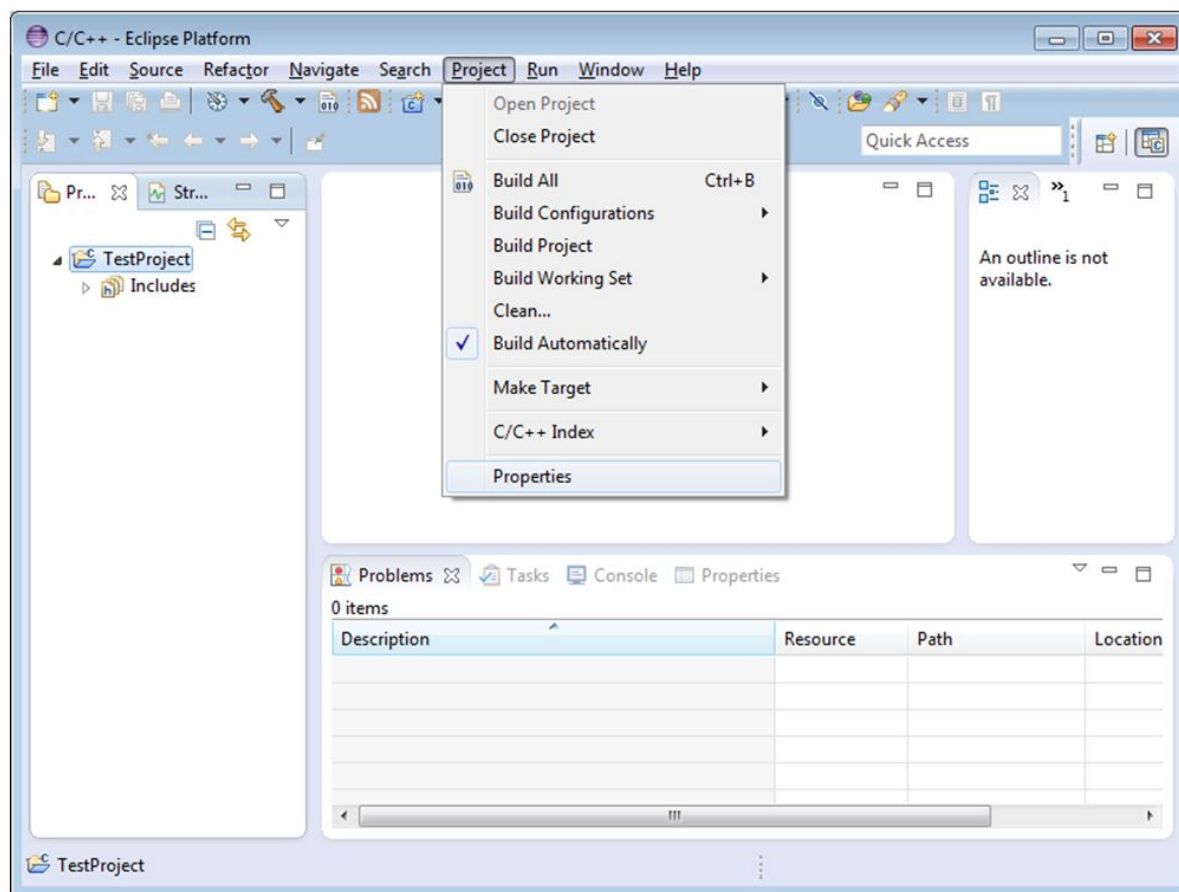 C/C++ - Eclipse Platform
File Edit Source Refactor Navigate Search Project Run Window Help
Quick Access
Open Project
Close Project
Build All Ctrl+B
Build Configurations
Build Project
Build Working Set
Clean...
Build Automatically
Make Target
C/C++ Index
Properties
Pr... Str...
TestProject
Includes
»1
An outline is not
available.
Problems Tasks Console Properties
0 items
Description Resource Path Location
TestProject